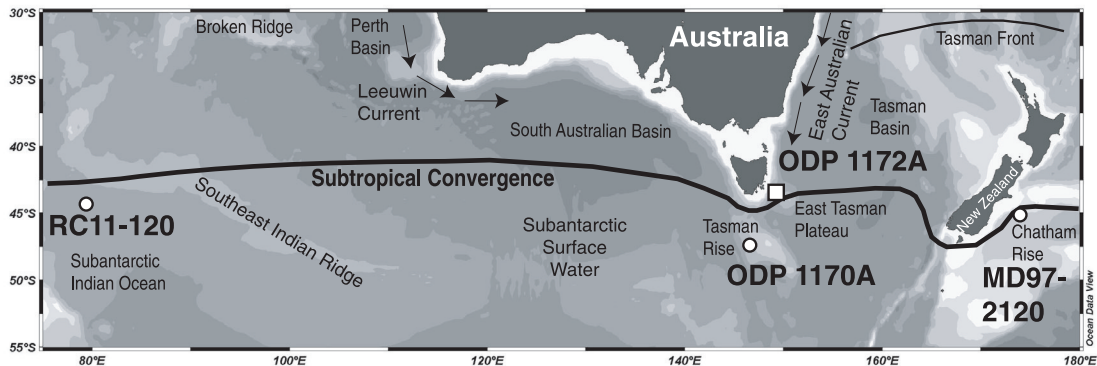 30°S
35°S
40°S
45°S
50°S
55°S
Broken Ridge
Perth
Basin
Leeuwin
Current
South Australian Basin
Australia
East Australian
Current
Tasman Front
Tasman
Basin
ODP 1172A
Subtropical Convergence
RC11-120
Subantarctic
Indian Ocean
Southeast Indian Ridge
Subantarctic
Surface
Water
Tasman
Rise
ODP 1170A
East Tasman
Plateau
New Zealand
Chatham
Rise
MD97-
2120
Ocean Data View
80°E
100°E
120°E
140°E
160°E
180°E